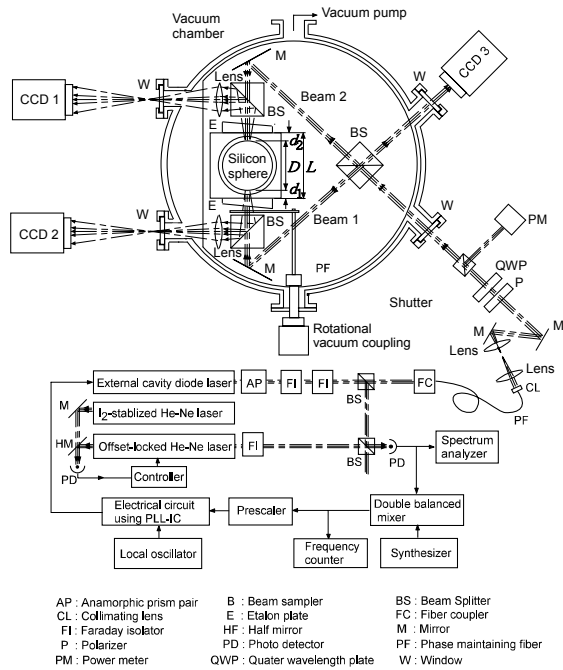 Vacuum
chamber
Vacuum pump
M
CCD 3
W
Lens
W
CCD 1
BS
Beam 2
E
BS
d2
Silicon
sphere
D
L
d1
W
E
BS
W
CCD 2
Lens
Beam 1
M
PM
QWP
P
PF
Shutter
Rotational
vacuum coupling
M
M
Lens
Lens
CL
PF
External cavity diode laser
AP
FI
FI
BS
FC
M
I2-stablized He-Ne laser
HM
Offset-locked He-Ne laser
FI
BS
PD
Spectrum
analyzer
PD
Controller
Electrical circuit
using PLL-IC
Prescaler
Double balanced
mixer
Local oscillator
Frequency
counter
Synthesizer
AP : Anamorphic prism pair
CL : Collimating lens
FI : Faraday isolator
P : Polarizer
PM : Power meter
B : Beam sampler
E : Etalon plate
HF : Half mirror
PD : Photo detector
QWP : Quater wavelength plate
BS : Beam Splitter
FC : Fiber coupler
M : Mirror
PF : Phase maintaining fiber
W : Window